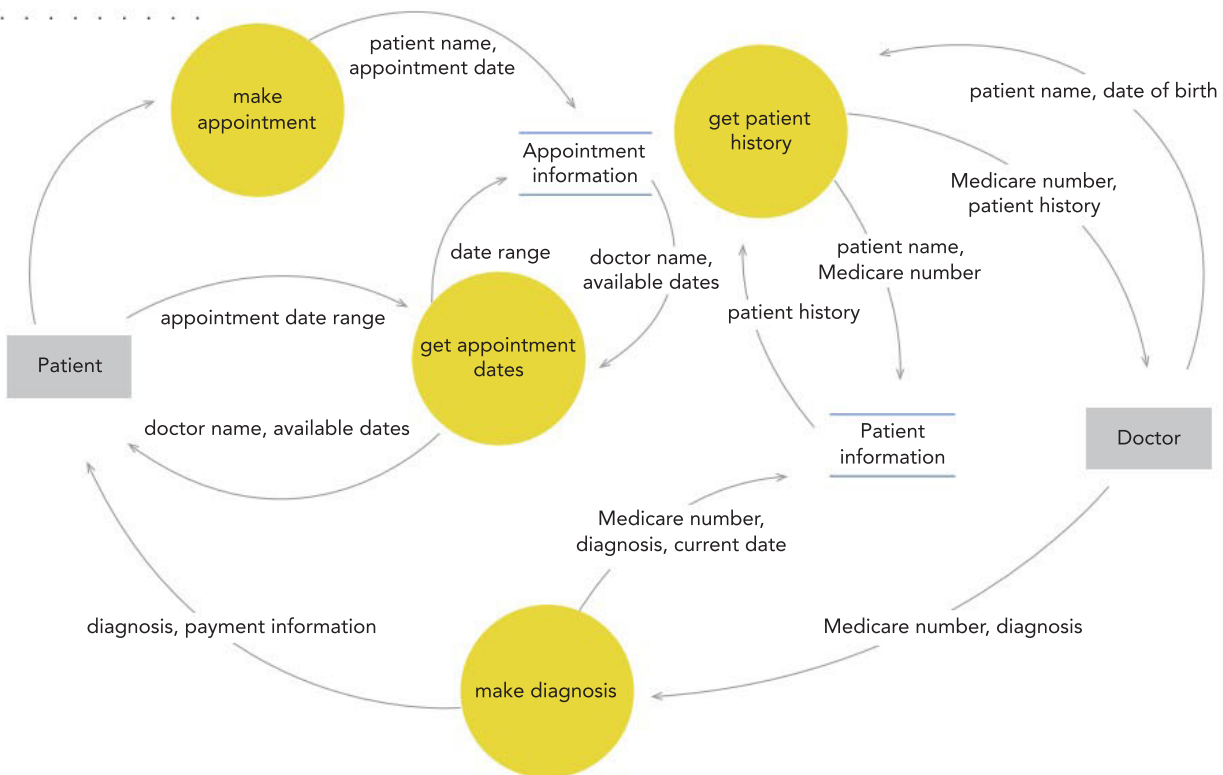 patient name,
appointment date
make
appointment
patient name, date of birth
get patient
history
Appointment
information
Medicare number,
patient history
date range
doctor name,
available dates
patient name,
Medicare number
appointment date range
patient history
get appointment
dates
Patient
doctor name, available dates
Patient
information
Doctor
Medicare number,
diagnosis, current date
diagnosis, payment information
Medicare number, diagnosis
make diagnosis